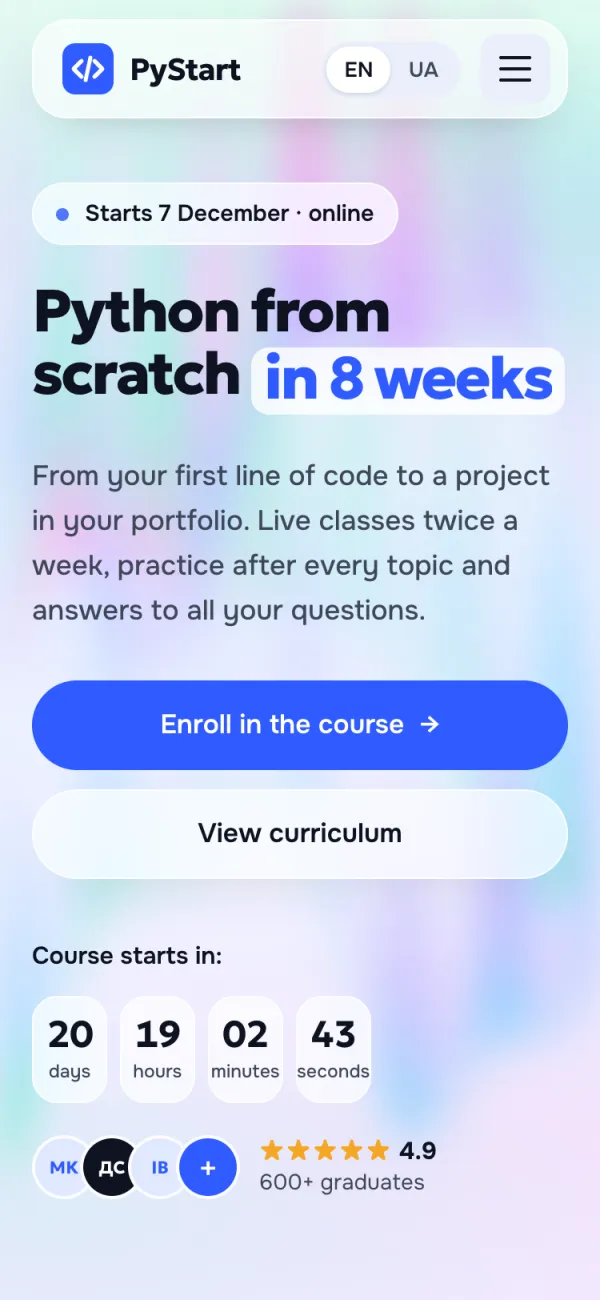 PyStart
EN UA
Starts 7 December · online
Python from
scratch in 8 weeks
From your first line of code to a project
in your portfolio. Live classes twice a
week, practice after every topic and
answers to all your questions.
Enroll in the course →
View curriculum
Course starts in:
20 19 02 43
days hours minutes seconds
МК ДС ІВ +
4.9
600+ graduates